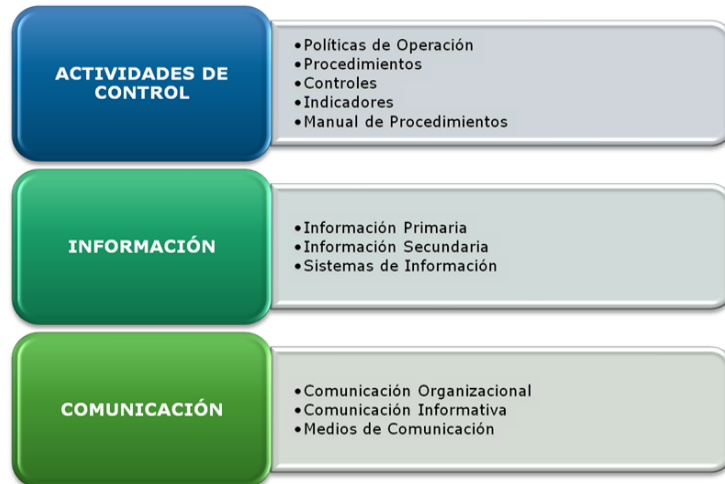 ACTIVIDADES DE
CONTROL
•Políticas de Operación
•Procedimientos
•Controles
•Indicadores
•Manual de Procedimientos
INFORMACIÓN
•Información Primaria
•Información Secundaria
•Sistemas de Información
COMUNICACIÓN
•Comunicación Organizacional
•Comunicación Informativa
•Medios de Comunicación